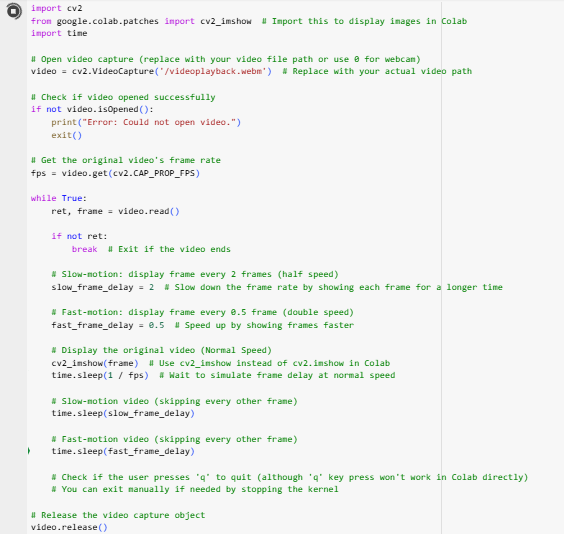 import cv2
from google.colab.patches import cv2_imshow  # Import this to display images in Colab
import time

# Open video capture (replace with your video file path or use 0 for webcam)
video = cv2.VideoCapture('/videoplayback.webm')  # Replace with your actual video path

# Check if video opened successfully
if not video.isOpened():
    print("Error: Could not open video.")
    exit()

# Get the original video's frame rate
fps = video.get(cv2.CAP_PROP_FPS)

while True:
    ret, frame = video.read()

    if not ret:
        break  # Exit if the video ends

    # Slow-motion: display frame every 2 frames (half speed)
    slow_frame_delay = 2  # Slow down the frame rate by showing each frame for a longer time

    # Fast-motion: display frame every 0.5 frame (double speed)
    fast_frame_delay = 0.5  # Speed up by showing frames faster

    # Display the original video (Normal Speed)
    cv2_imshow(frame)  # Use cv2_imshow instead of cv2.imshow in Colab
    time.sleep(1 / fps)  # Wait to simulate frame delay at normal speed

    # Slow-motion video (skipping every other frame)
    time.sleep(slow_frame_delay)

    # Fast-motion video (skipping every other frame)
    time.sleep(fast_frame_delay)

    # Check if the user presses 'q' to quit (although 'q' key press won't work in Colab directly)
    # You can exit manually if needed by stopping the kernel

# Release the video capture object
video.release()